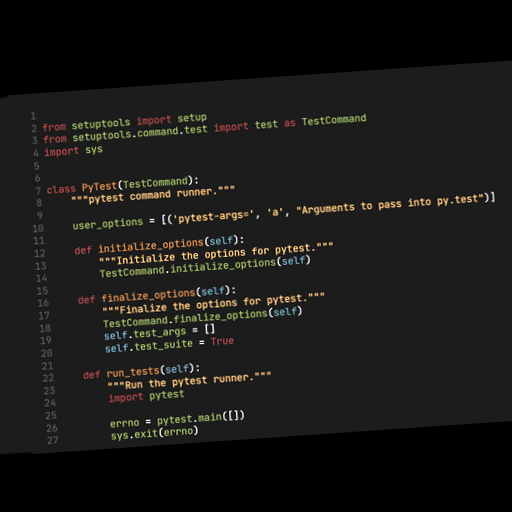 1
2 from setuptools import setup
3 from setuptools.command.test import test as TestCommand
4 import sys
5
6
7 class PyTest(TestCommand):
8 """pytest command runner."""
9
10 user_options = [('pytest-args=', 'a', "Arguments to pass into py.test")]
11
12 def initialize_options(self):
13 """Initialize the options for pytest."""
14 TestCommand.initialize_options(self)
15
16 def finalize_options(self):
17 """Finalize the options for pytest."""
18 TestCommand.finalize_options(self)
19 self.test_args = []
20 self.test_suite = True
21
22 def run_tests(self):
23 """Run the pytest runner."""
24 import pytest
25
26 errno = pytest.main([])
27 sys.exit(errno)